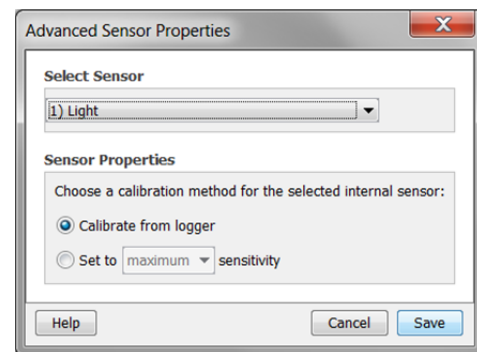 Advanced Sensor Properties
Select Sensor
1) Light
Sensor Properties
Choose a calibration method for the selected internal sensor:
Calibrate from logger
Set to maximum sensitivity
Help Cancel Save